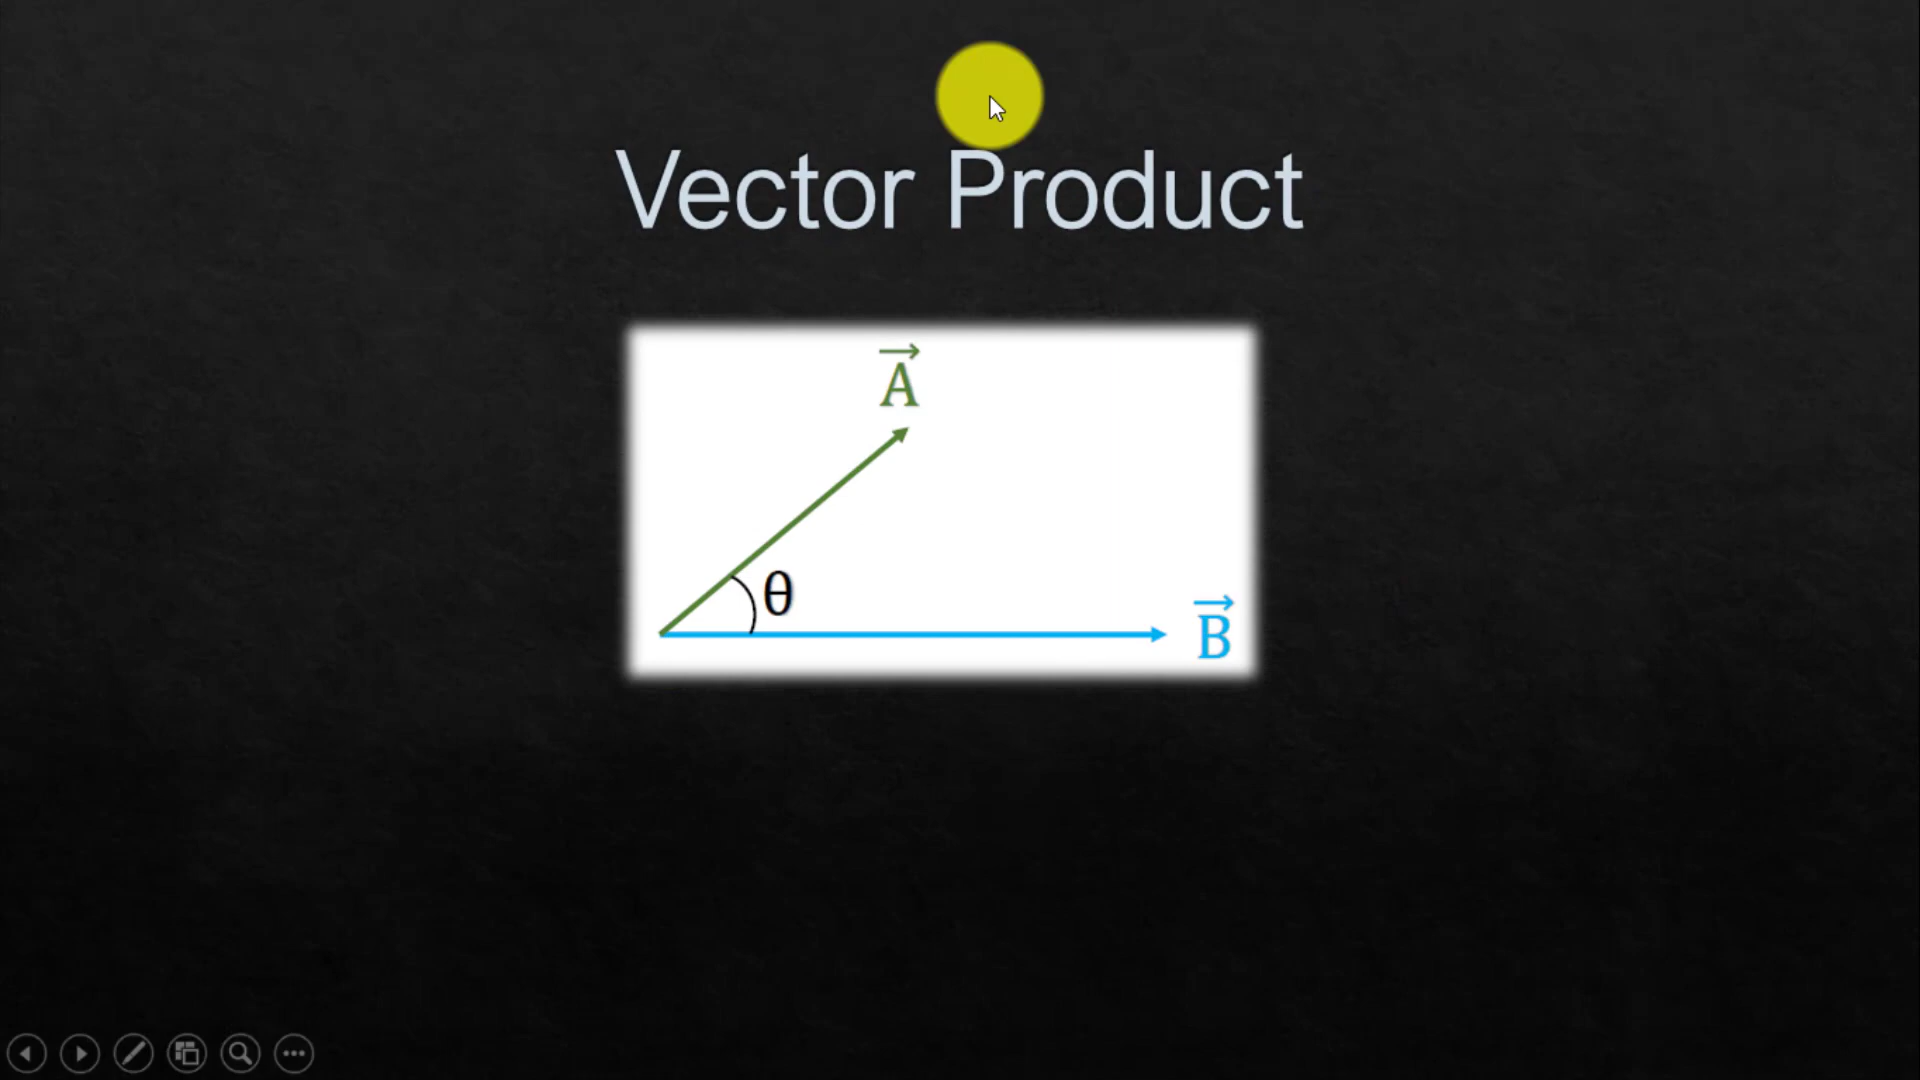 Vector Product
A⃗
θ
B⃗